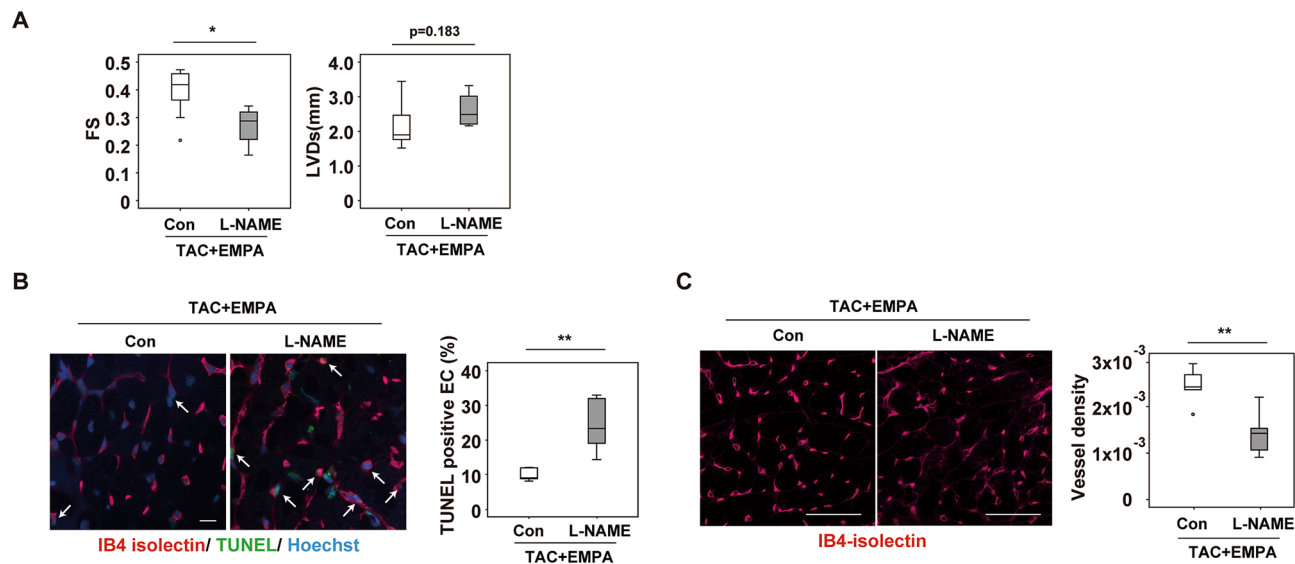 A
*
p=0.183
0.5
0.4
0.3
0.2
0.1
0
FS
Con L-NAME
TAC+EMPA
4.0
3.0
2.0
1.0
0
LVDs(mm)
Con L-NAME
TAC+EMPA
B
TAC+EMPA
Con L-NAME
IB4 isolectin/ TUNEL/ Hoechst
TUNEL positive EC (%)
**
40
30
20
10
0
Con L-NAME
TAC+EMPA
C
TAC+EMPA
Con L-NAME
IB4-isolectin
Vessel density
**
3x10-3
2x10-3
1x10-3
0
Con L-NAME
TAC+EMPA